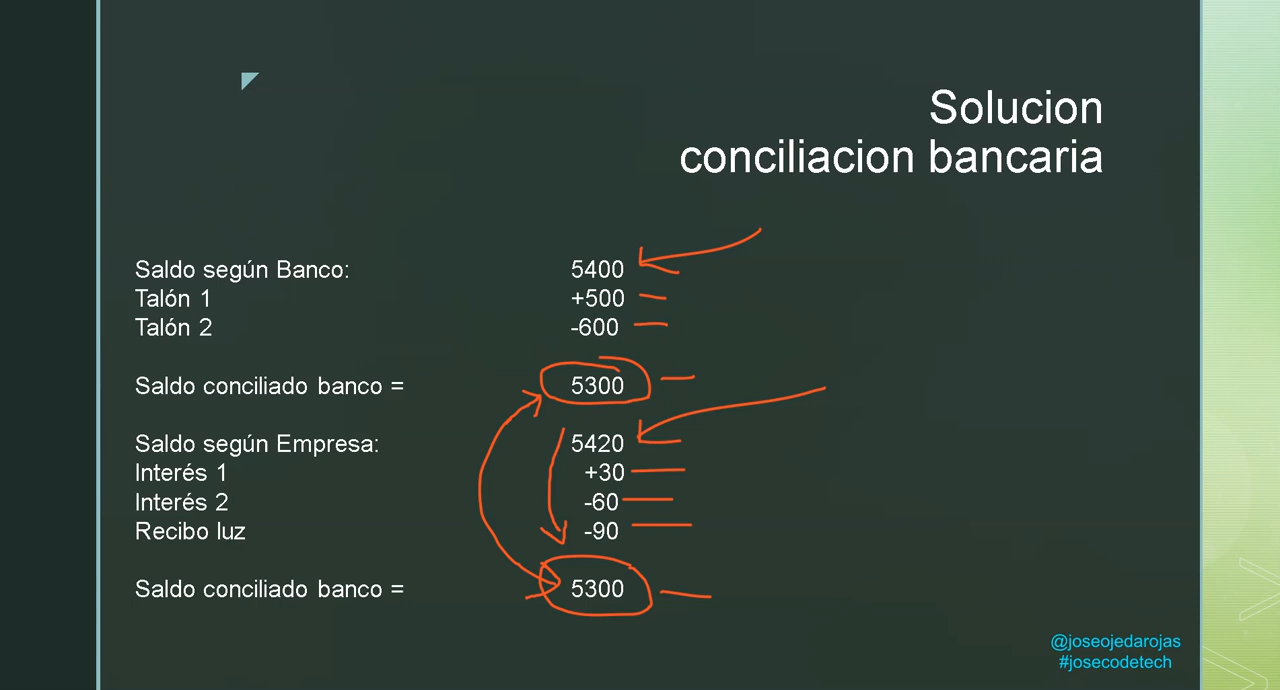 Solucion
conciliacion bancaria
Saldo según Banco: 5400
Talón 1 +500
Talón 2 -600
Saldo conciliado banco = 5300
Saldo según Empresa: 5420
Interés 1 +30
Interés 2 -60
Recibo luz -90
Saldo conciliado banco = 5300
@joseojedarojas
#josecodetech